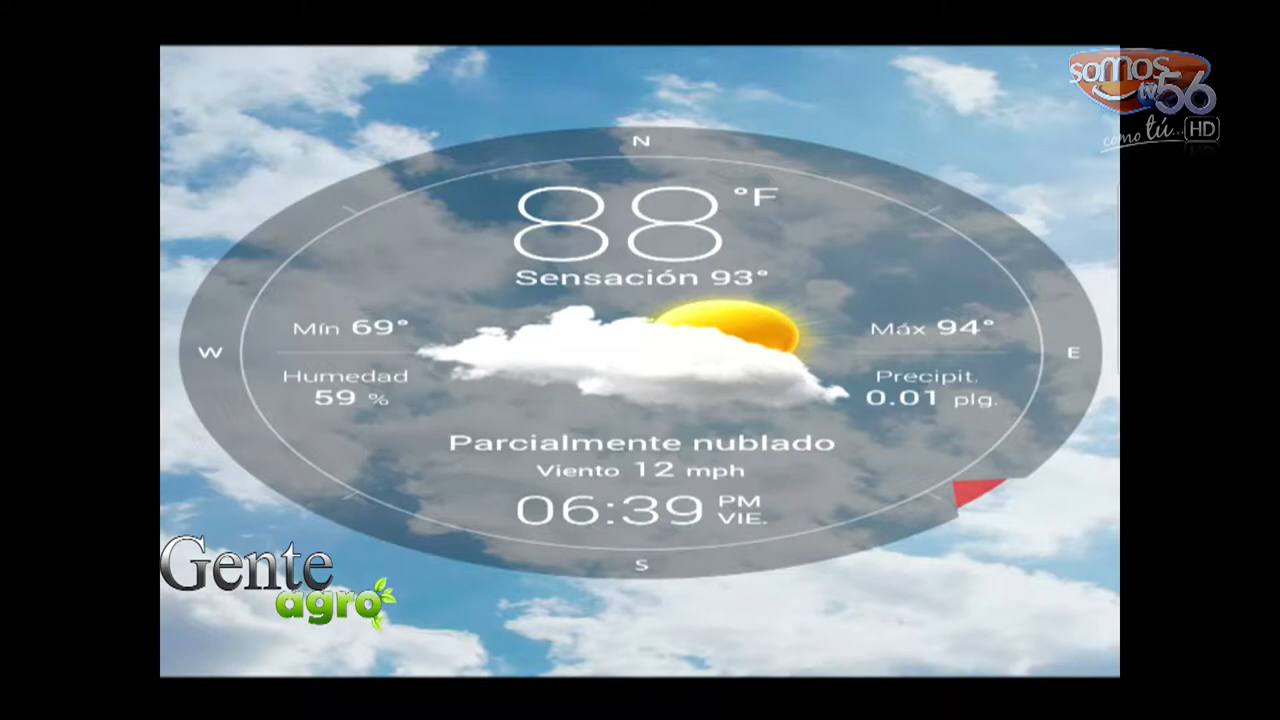 somos
tv56
como tú... HD
N
88 °F
Sensación 93°
Mín 69°
Máx 94°
W
E
Humedad
59 %
Precipit.
0.01 plg.
Parcialmente nublado
Viento 12 mph
06:39 PM
VIE.
S
Gente
agro